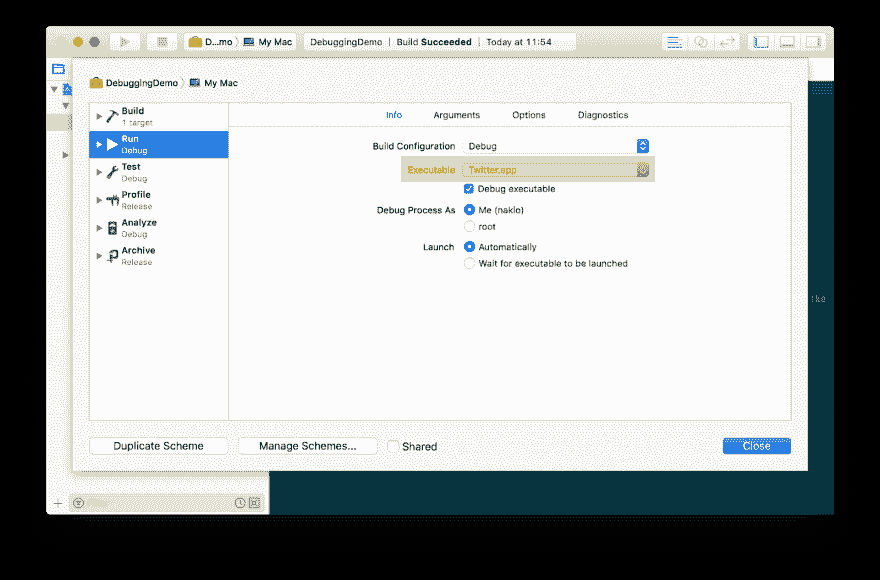 D...mo
My Mac
DebuggingDemo
Build Succeeded
Today at 11:54
DebuggingDemo
My Mac
Build
1 target
Run
Debug
Test
Debug
Profile
Release
Analyze
Debug
Archive
Release
Info
Arguments
Options
Diagnostics
Build Configuration
Debug
Executable
Twitter.app
Debug executable
Debug Process As
Me (naklo)
root
Launch
Automatically
Wait for executable to be launched
Duplicate Scheme
Manage Schemes...
Shared
Close